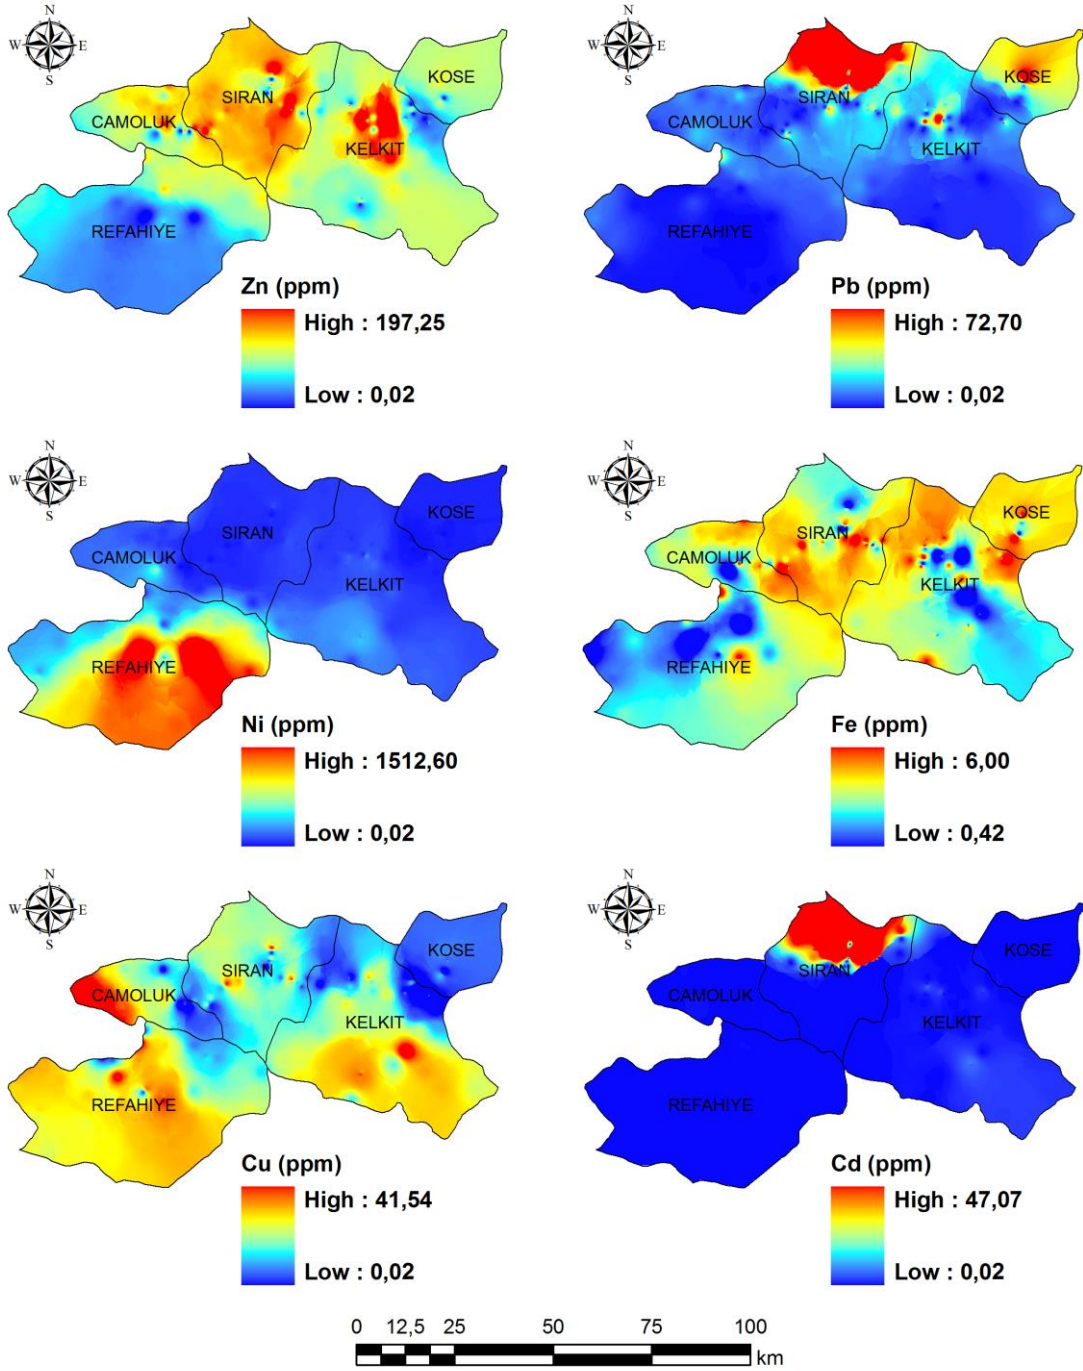 N
W E
S
SIRAN
KOSE
CAMOLUK
KELKIT
REFAHIYE
Zn (ppm)
High : 197,25
Low : 0,02
N
W E
S
KOSE
SIRAN
CAMOLUK
KELKIT
REFAHIYE
Pb (ppm)
High : 72,70
Low : 0,02
N
W E
S
KOSE
SIRAN
CAMOLUK
KELKIT
REFAHIYE
Ni (ppm)
High : 1512,60
Low : 0,02
N
W E
S
KOSE
SIRAN
CAMOLUK
KELKIT
REFAHIYE
Fe (ppm)
High : 6,00
Low : 0,42
N
W E
S
KOSE
SIRAN
CAMOLUK
KELKIT
REFAHIYE
Cu (ppm)
High : 41,54
Low : 0,02
N
W E
S
KOSE
SIRAN
CAMOLUK
KELKIT
REFAHIYE
Cd (ppm)
High : 47,07
Low : 0,02
0 12,5 25 50 75 100
km